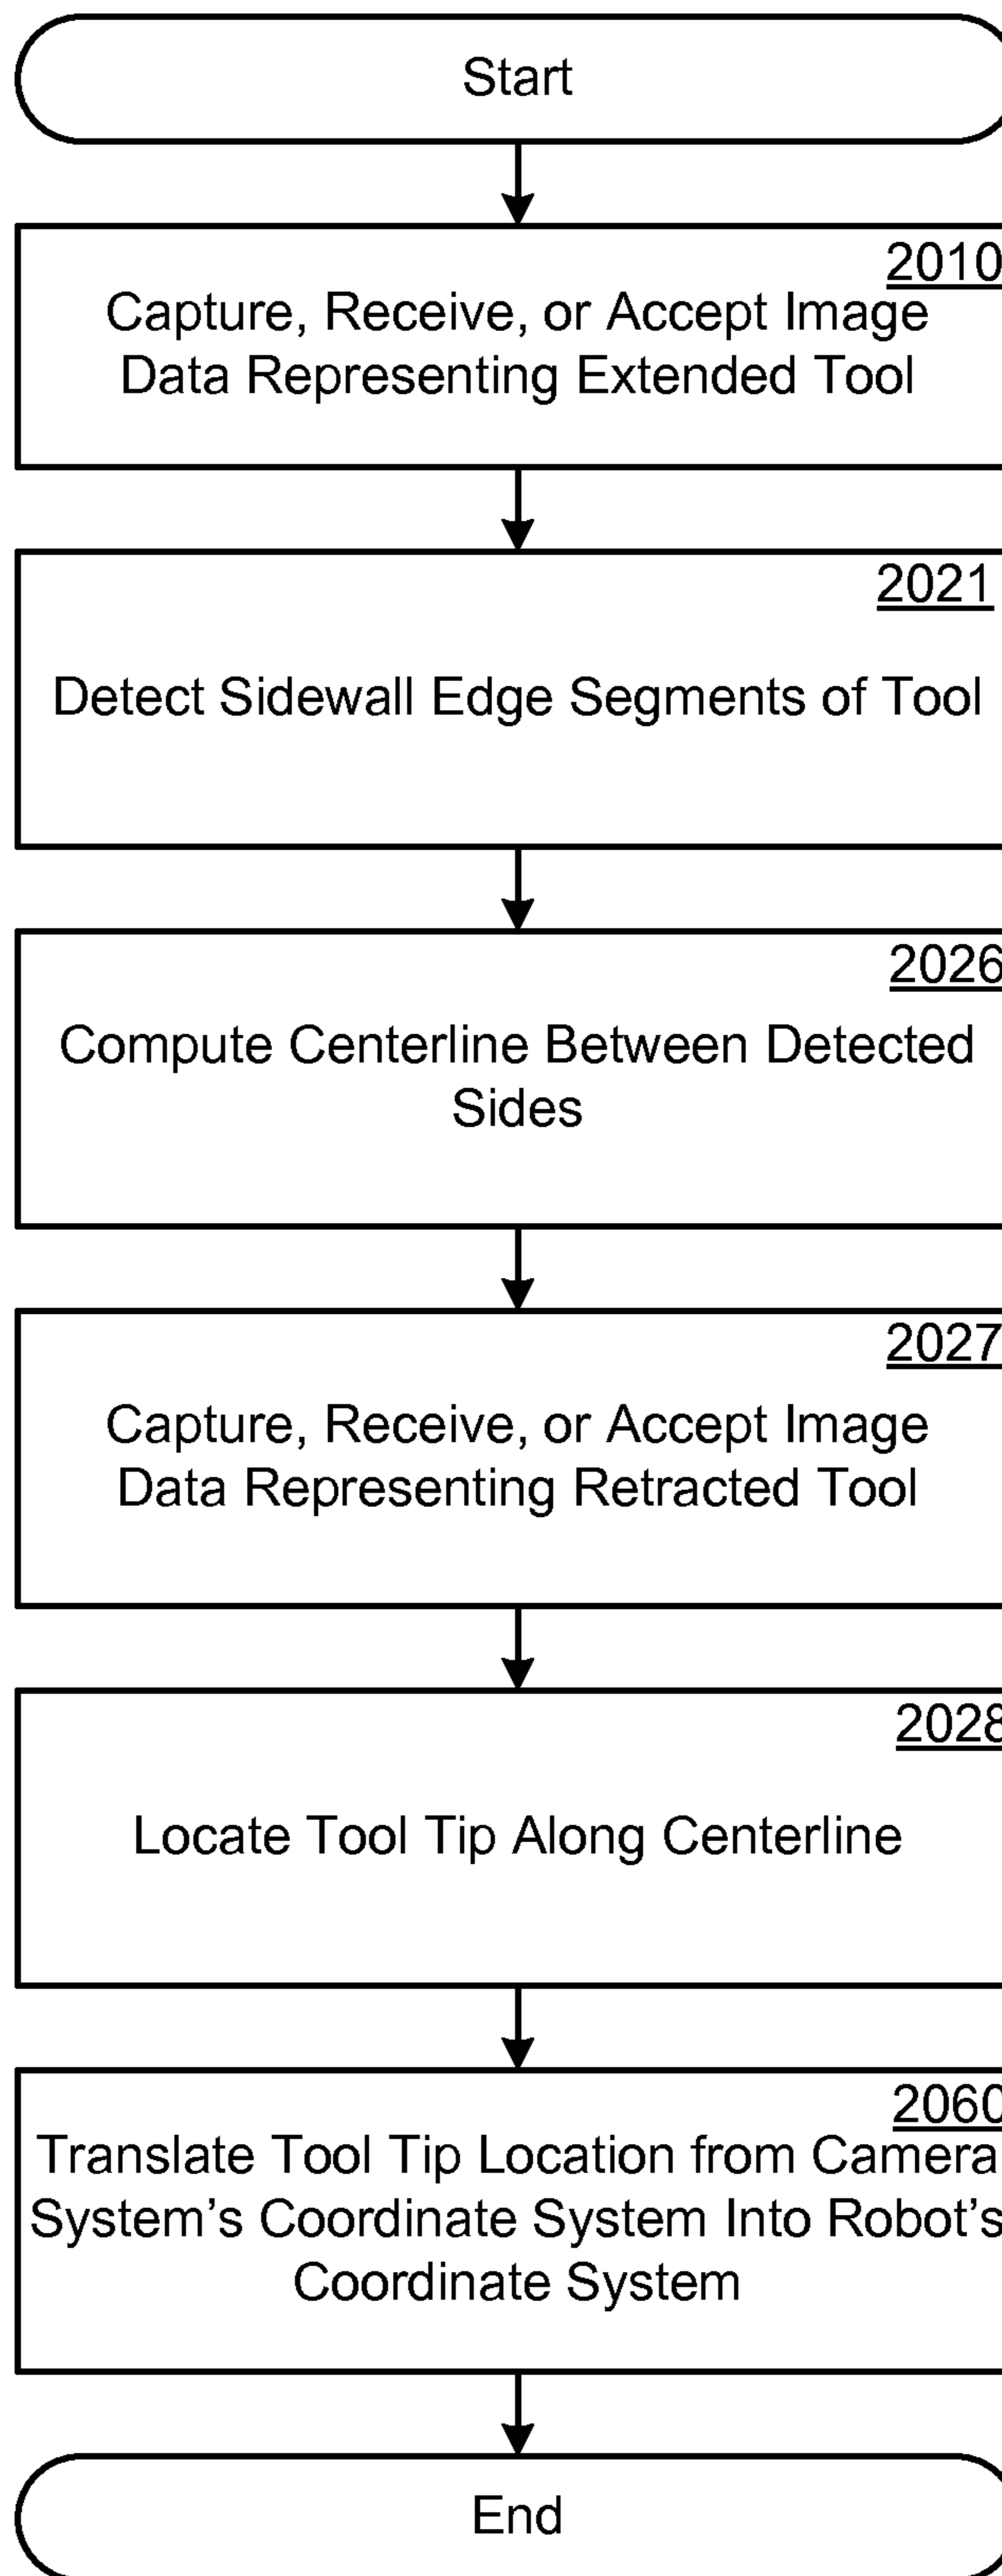 Start
2010
Capture, Receive, or Accept Image
Data Representing Extended Tool
2021
Detect Sidewall Edge Segments of Tool
2026
Compute Centerline Between Detected
Sides
2027
Capture, Receive, or Accept Image
Data Representing Retracted Tool
2028
Locate Tool Tip Along Centerline
2060
Translate Tool Tip Location from Camera
System's Coordinate System Into Robot's
Coordinate System
End